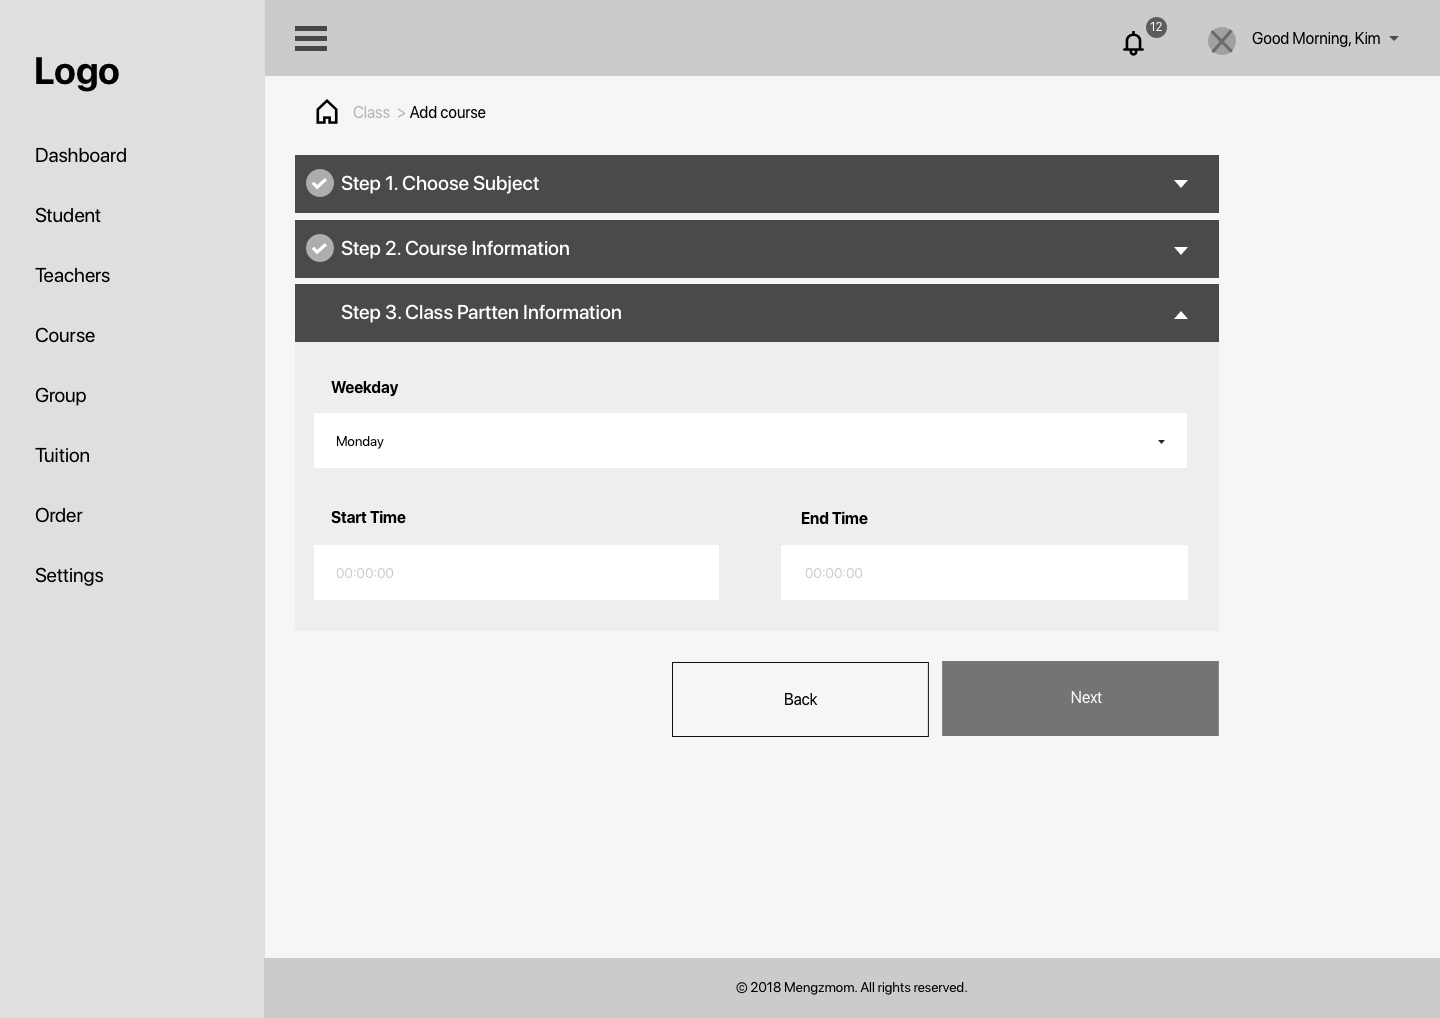 Logo
Dashboard
Student
Teachers
Course
Group
Tuition
Order
Settings
12
Good Morning, Kim
Class > Add course
Step 1. Choose Subject
Step 2. Course Information
Step 3. Class Partten Information
Weekday
Monday
Start Time
End Time
00:00:00
00:00:00
Back
Next
© 2018 Mengzmom. All rights reserved.